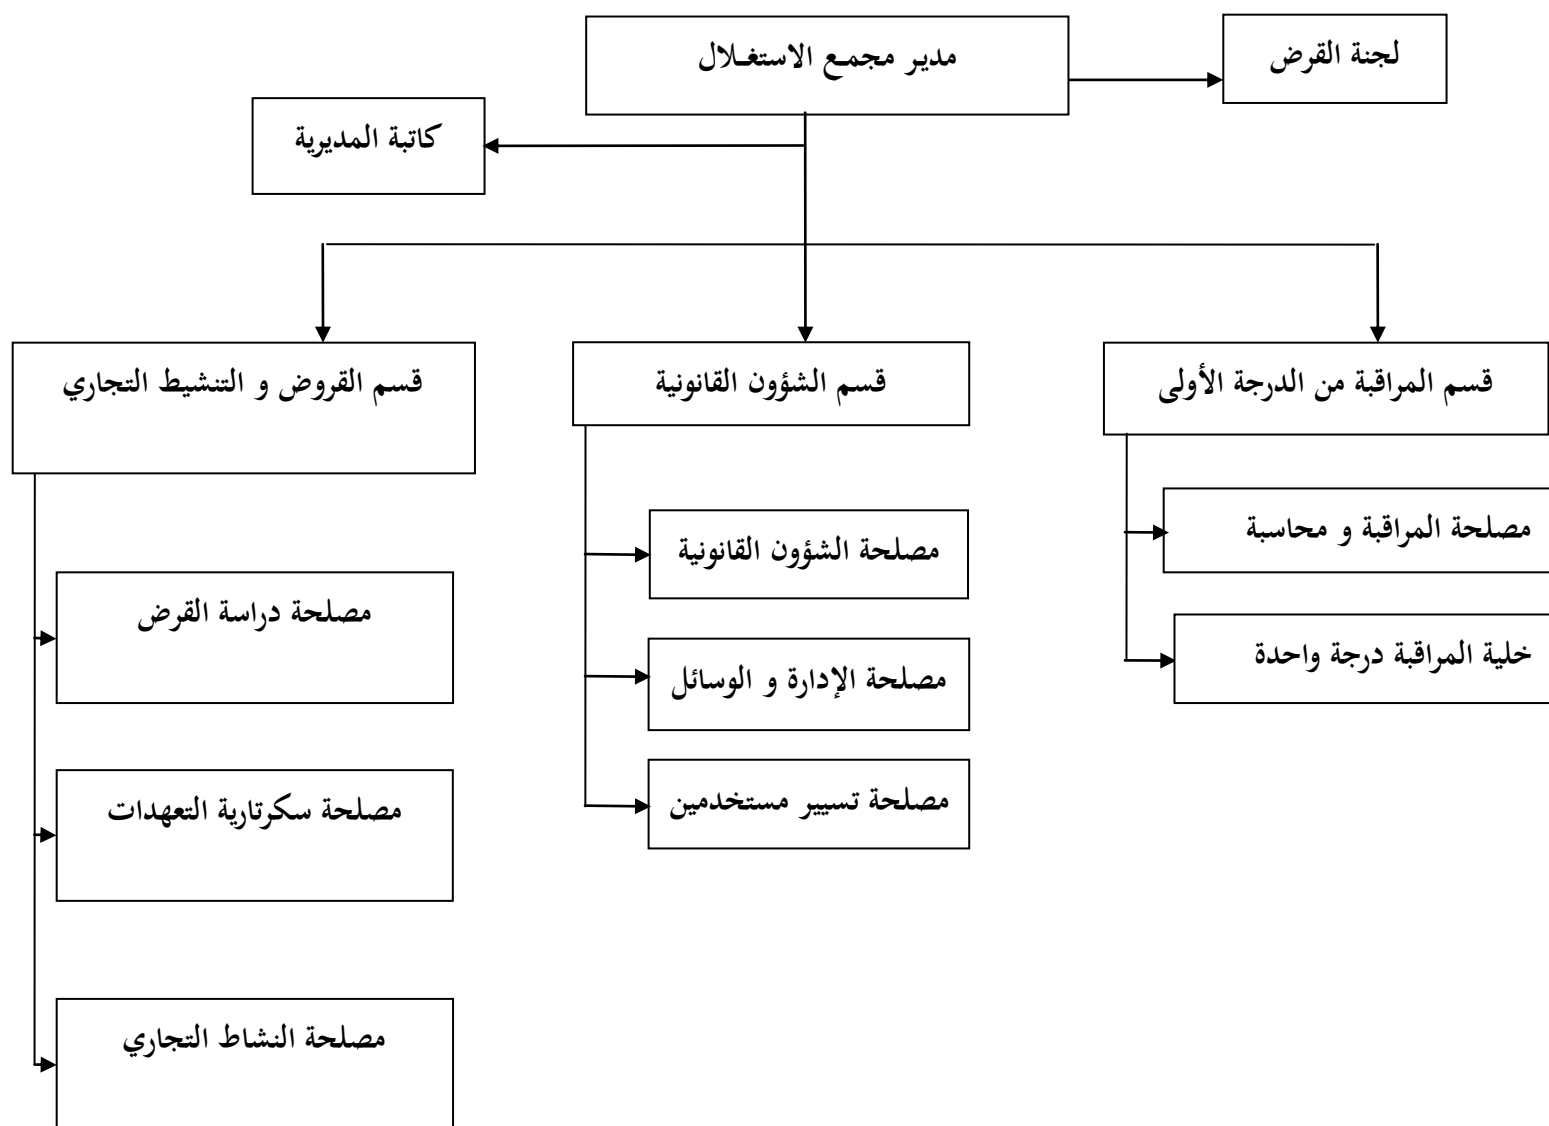 مدير مجمع الاستغلال
لجنة القرض
كاتبة المديرية
قسم المراقبة من الدرجة الأولى
قسم الشؤون القانونية
قسم القروض و التنشيط التجاري
مصلحة المراقبة و محاسبة
خلية المراقبة درجة واحدة
مصلحة الشؤون القانونية
مصلحة الإدارة و الوسائل
مصلحة تسيير مستخدمين
مصلحة دراسة القرض
مصلحة سكرتارية التعهدات
مصلحة النشاط التجاري